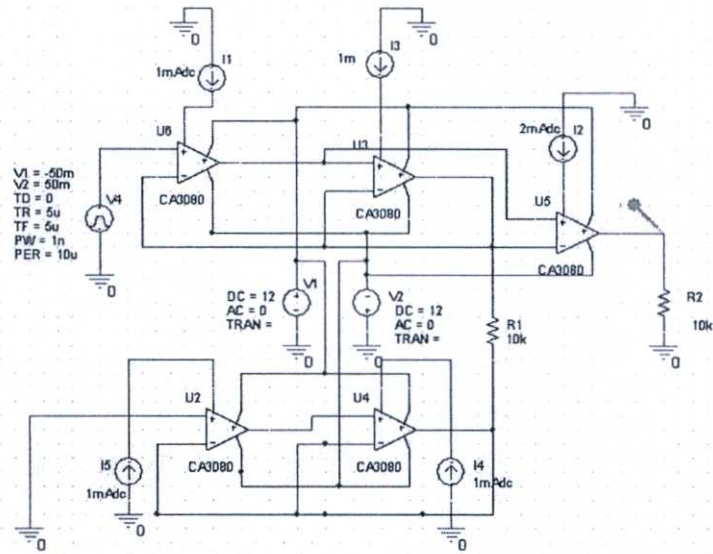 0
0
I1
I3
1mAdc
1m
0
2mAdc
I2
U6
U3
V1 = -50m
V2 = 50m
TD = 0
TR = 5u
TF = 5u
PW = 1n
PER = 10u
V4
CA3080
CA3080
U5
CA3080
0
V1
V2
DC = 12
AC = 0
TRAN =
DC = 12
AC = 0
TRAN =
0
0
R1
10k
R2
10k
0
U2
U4
CA3080
CA3080
I5
1mAdc
I4
1mAdc
0
0
0